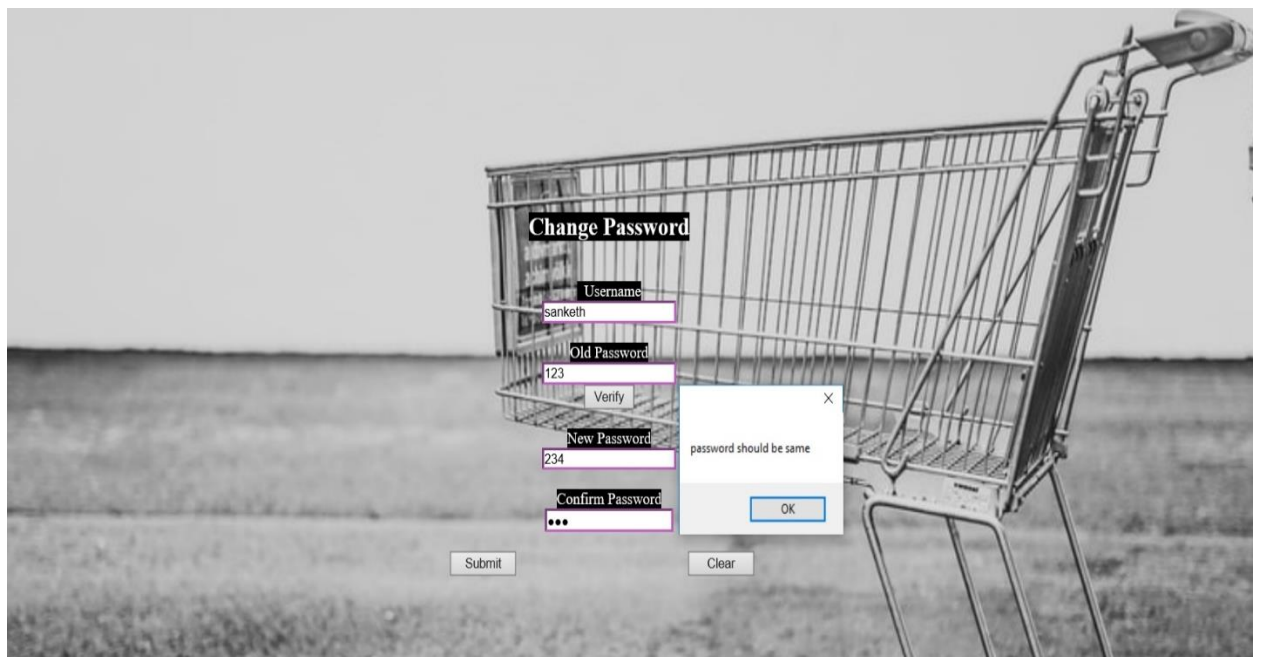 Change Password
Username
sanketh
Old Password
123
Verify
New Password
234
password should be same
Confirm Password
●●●
OK
Submit
Clear